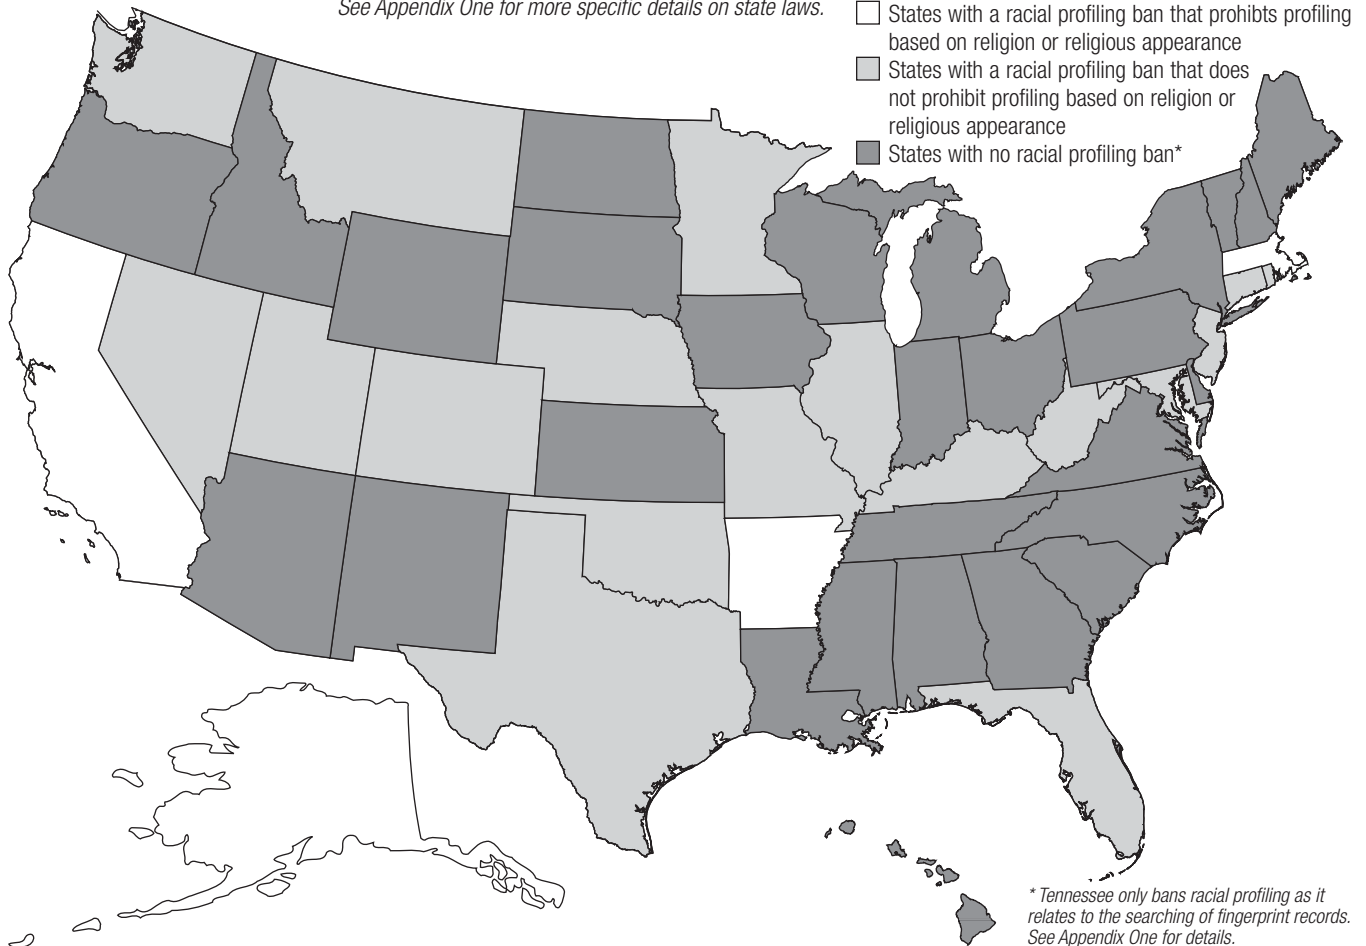 See Appendix One for more specific details on state laws.
States with a racial profiling ban that prohibts profiling
based on religion or religious appearance
States with a racial profiling ban that does
not prohibit profiling based on religion or
religious appearance
States with no racial profiling ban*
* Tennessee only bans racial profiling as it
relates to the searching of fingerprint records.
See Appendix One for details.